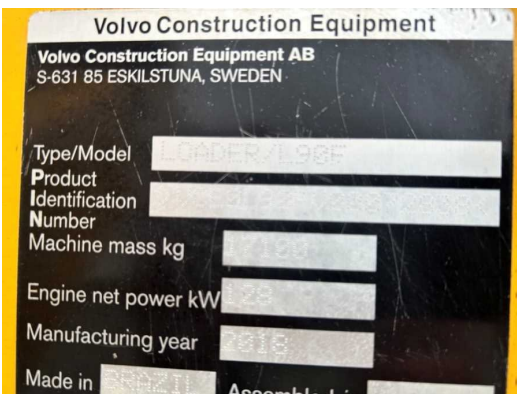 Volvo Construction Equipment
Volvo Construction Equipment AB
S-631 85 ESKILSTUNA, SWEDEN
Type/Model LOADER/L90F
Product
Identification
Number
Machine mass kg
Engine net power kW 128
Manufacturing year 2018
Made in BRAZIL